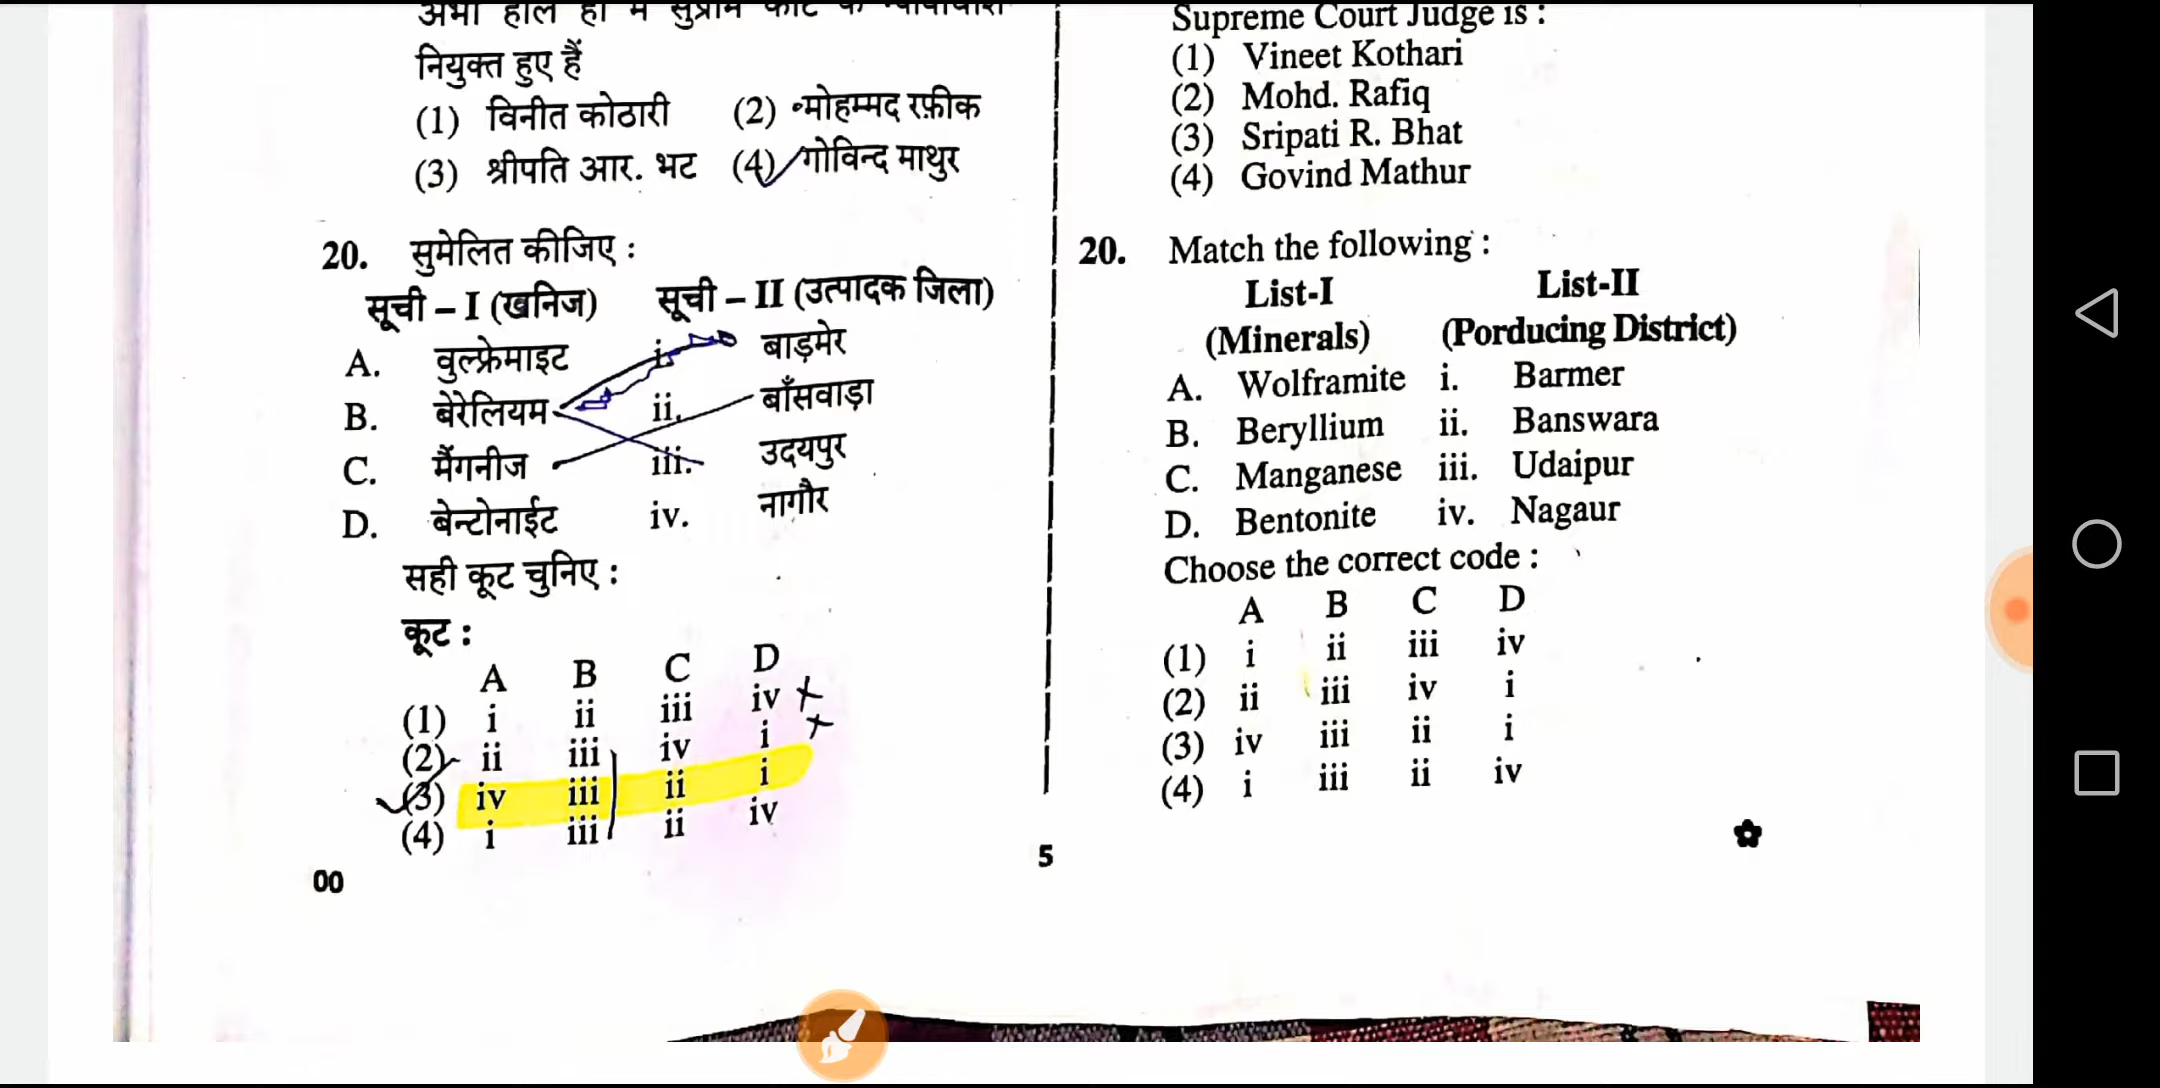 अभी हाल ही में सुप्रीम कोर्ट के न्यायाधीश
नियुक्त हुए हैं
(1) विनीत कोठारी (2) मोहम्मद रफ़ीक
(3) श्रीपति आर. भट (4) गोविन्द माथुर
20. सुमेलित कीजिए :
सूची – I (खनिज) सूची – II (उत्पादक जिला)
A. वुल्फ्रेमाइट i. बाड़मेर
B. बेरेलियम ii. बाँसवाड़ा
C. मैंगनीज iii. उदयपुर
D. बेन्टोनाईट iv. नागौर
सही कूट चुनिए :
कूट :
A B C D
(1) i ii iii iv
(2) ii iii iv i
(3) iv iii ii i
(4) i iii ii iv
00
Supreme Court Judge is :
(1) Vineet Kothari
(2) Mohd. Rafiq
(3) Sripati R. Bhat
(4) Govind Mathur
20. Match the following :
List-I List-II
(Minerals) (Porducing District)
A. Wolframite i. Barmer
B. Beryllium ii. Banswara
C. Manganese iii. Udaipur
D. Bentonite iv. Nagaur
Choose the correct code :
A B C D
(1) i ii iii iv
(2) ii iii iv i
(3) iv iii ii i
(4) i iii ii iv
5